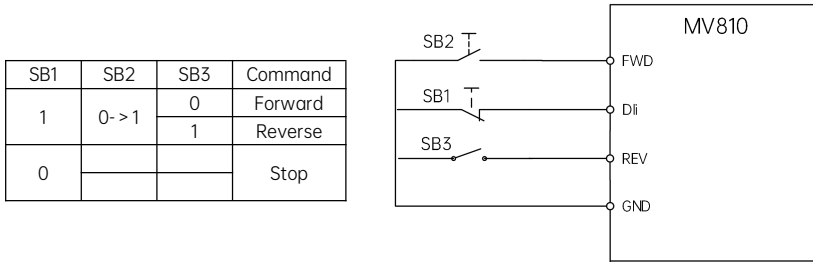 SB1 SB2 SB3 Command
1 0->1 0 Forward
1 Reverse
0 Stop
MV810
SB2 FWD
SB1 DIi
SB3 REV
GND